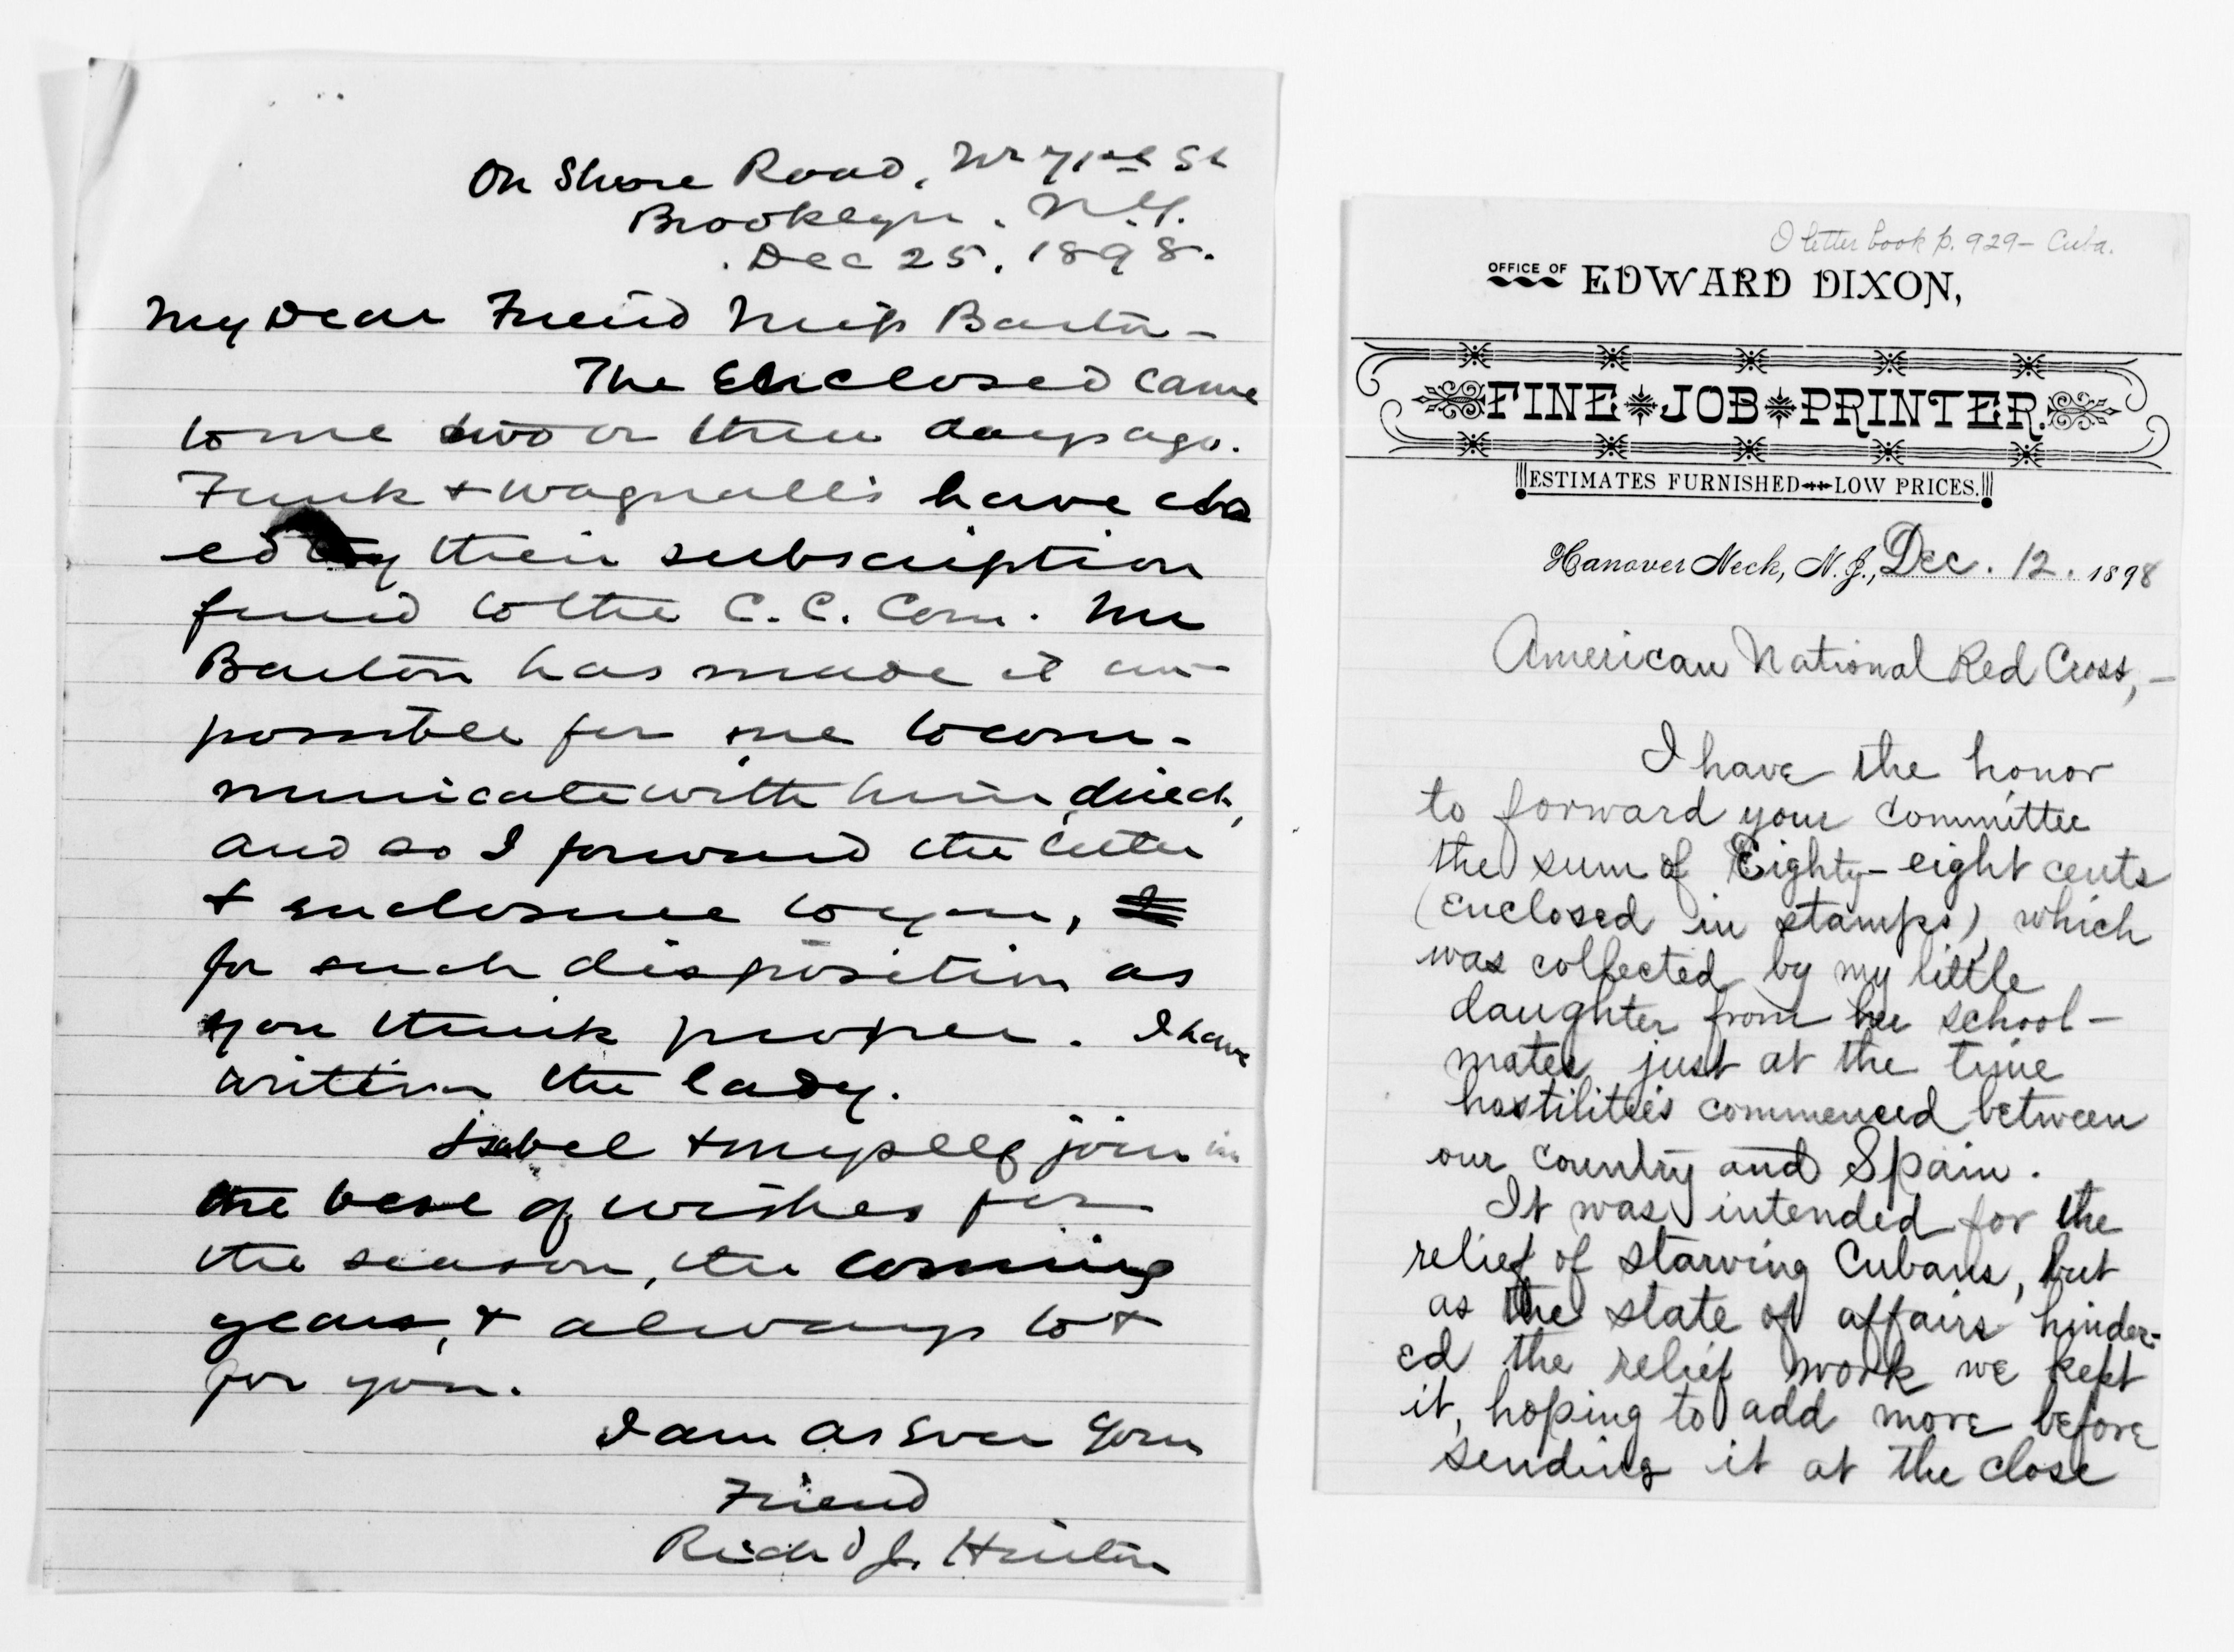 On Shore Road, Nr 71st St
Brooklyn. N.Y.
Dec 25. 1898.
My Dear Friend Miss Barton -
The Enclosed came
to me two or three days ago.
Funk & Wagnalls have clos
ed their subscription
fund to the C. C. Com. Mr
Barton has made it im-
possible for me to com-
municate with him, direct,
and so I forward the letter
& enclosure to you,
for such disposition as
you think proper. I have
written the lady.
Isabel & myself join in
the best of wishes for
the season, the coming
years, & always to &
for you.
I am as Ever Your
Friend
Richd J. Hinton
O letter book p. 929 - Cuba.
OFFICE OF EDWARD DIXON,
FINE JOB PRINTER.
ESTIMATES FURNISHED LOW PRICES.
Hanover Neck, N. J., Dec. 12. 1898
American National Red Cross, -
I have the honor
to forward your committee
the sum of Eighty-eight cents
(enclosed in stamps), which
was collected by my little
daughter from her school-
mates just at the time
hostilities commenced between
our country and Spain.
It was intended for the
relief of starving Cubans, but
as the state of affairs hinder-
ed the relief work we kept
it, hoping to add more before
sending it at the close